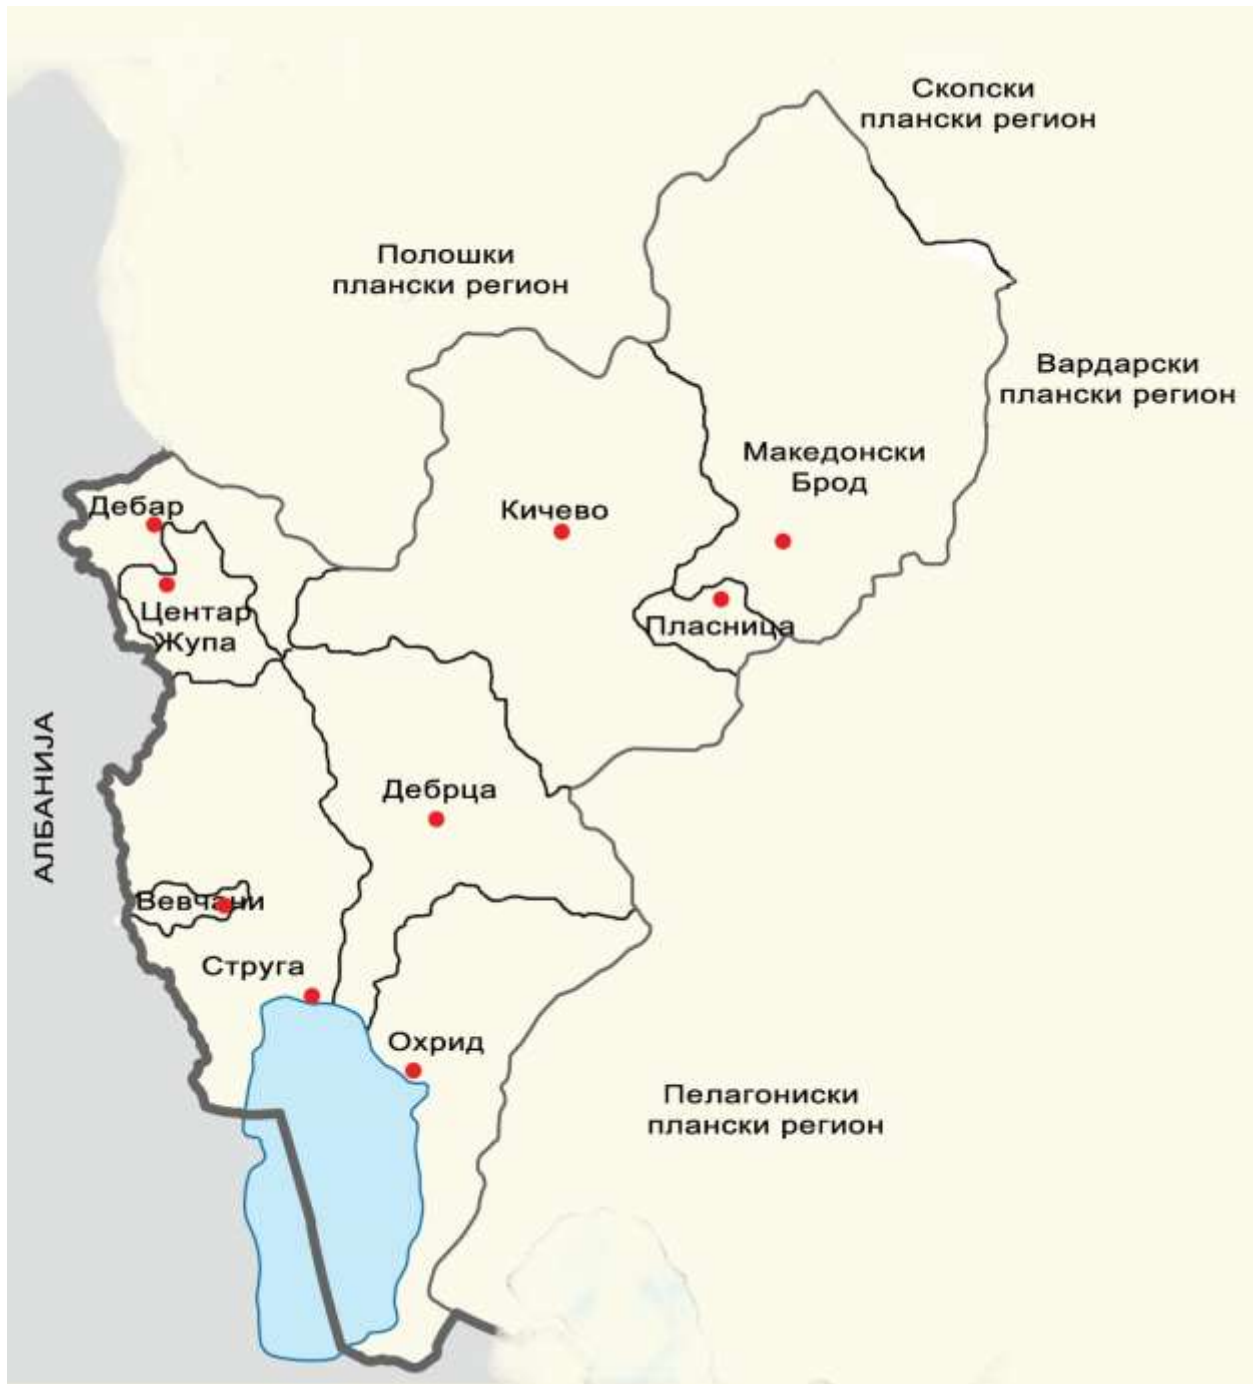 Скопски
плански регион
Полошки
плански регион
Вардарски
плански регион
Македонски
Брод
Дебар
Кичево
Центар
Жупа
Пласница
АЛБАНИЈА
Дебрца
Вевчани
Струга
Охрид
Пелагониски
плански регион